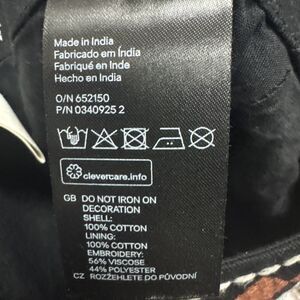 Made in India
Fabricado em Índia
Fabriqué en Inde
Hecho en India
O/N 652150
P/N 0340925 2
clevercare.info
GB DO NOT IRON ON
DECORATION
SHELL:
100% COTTON
LINING:
100% COTTON
EMBROIDERY:
56% VISCOSE
44% POLYESTER
CZ ROZŽEHLETE DO PŮVODNÍ